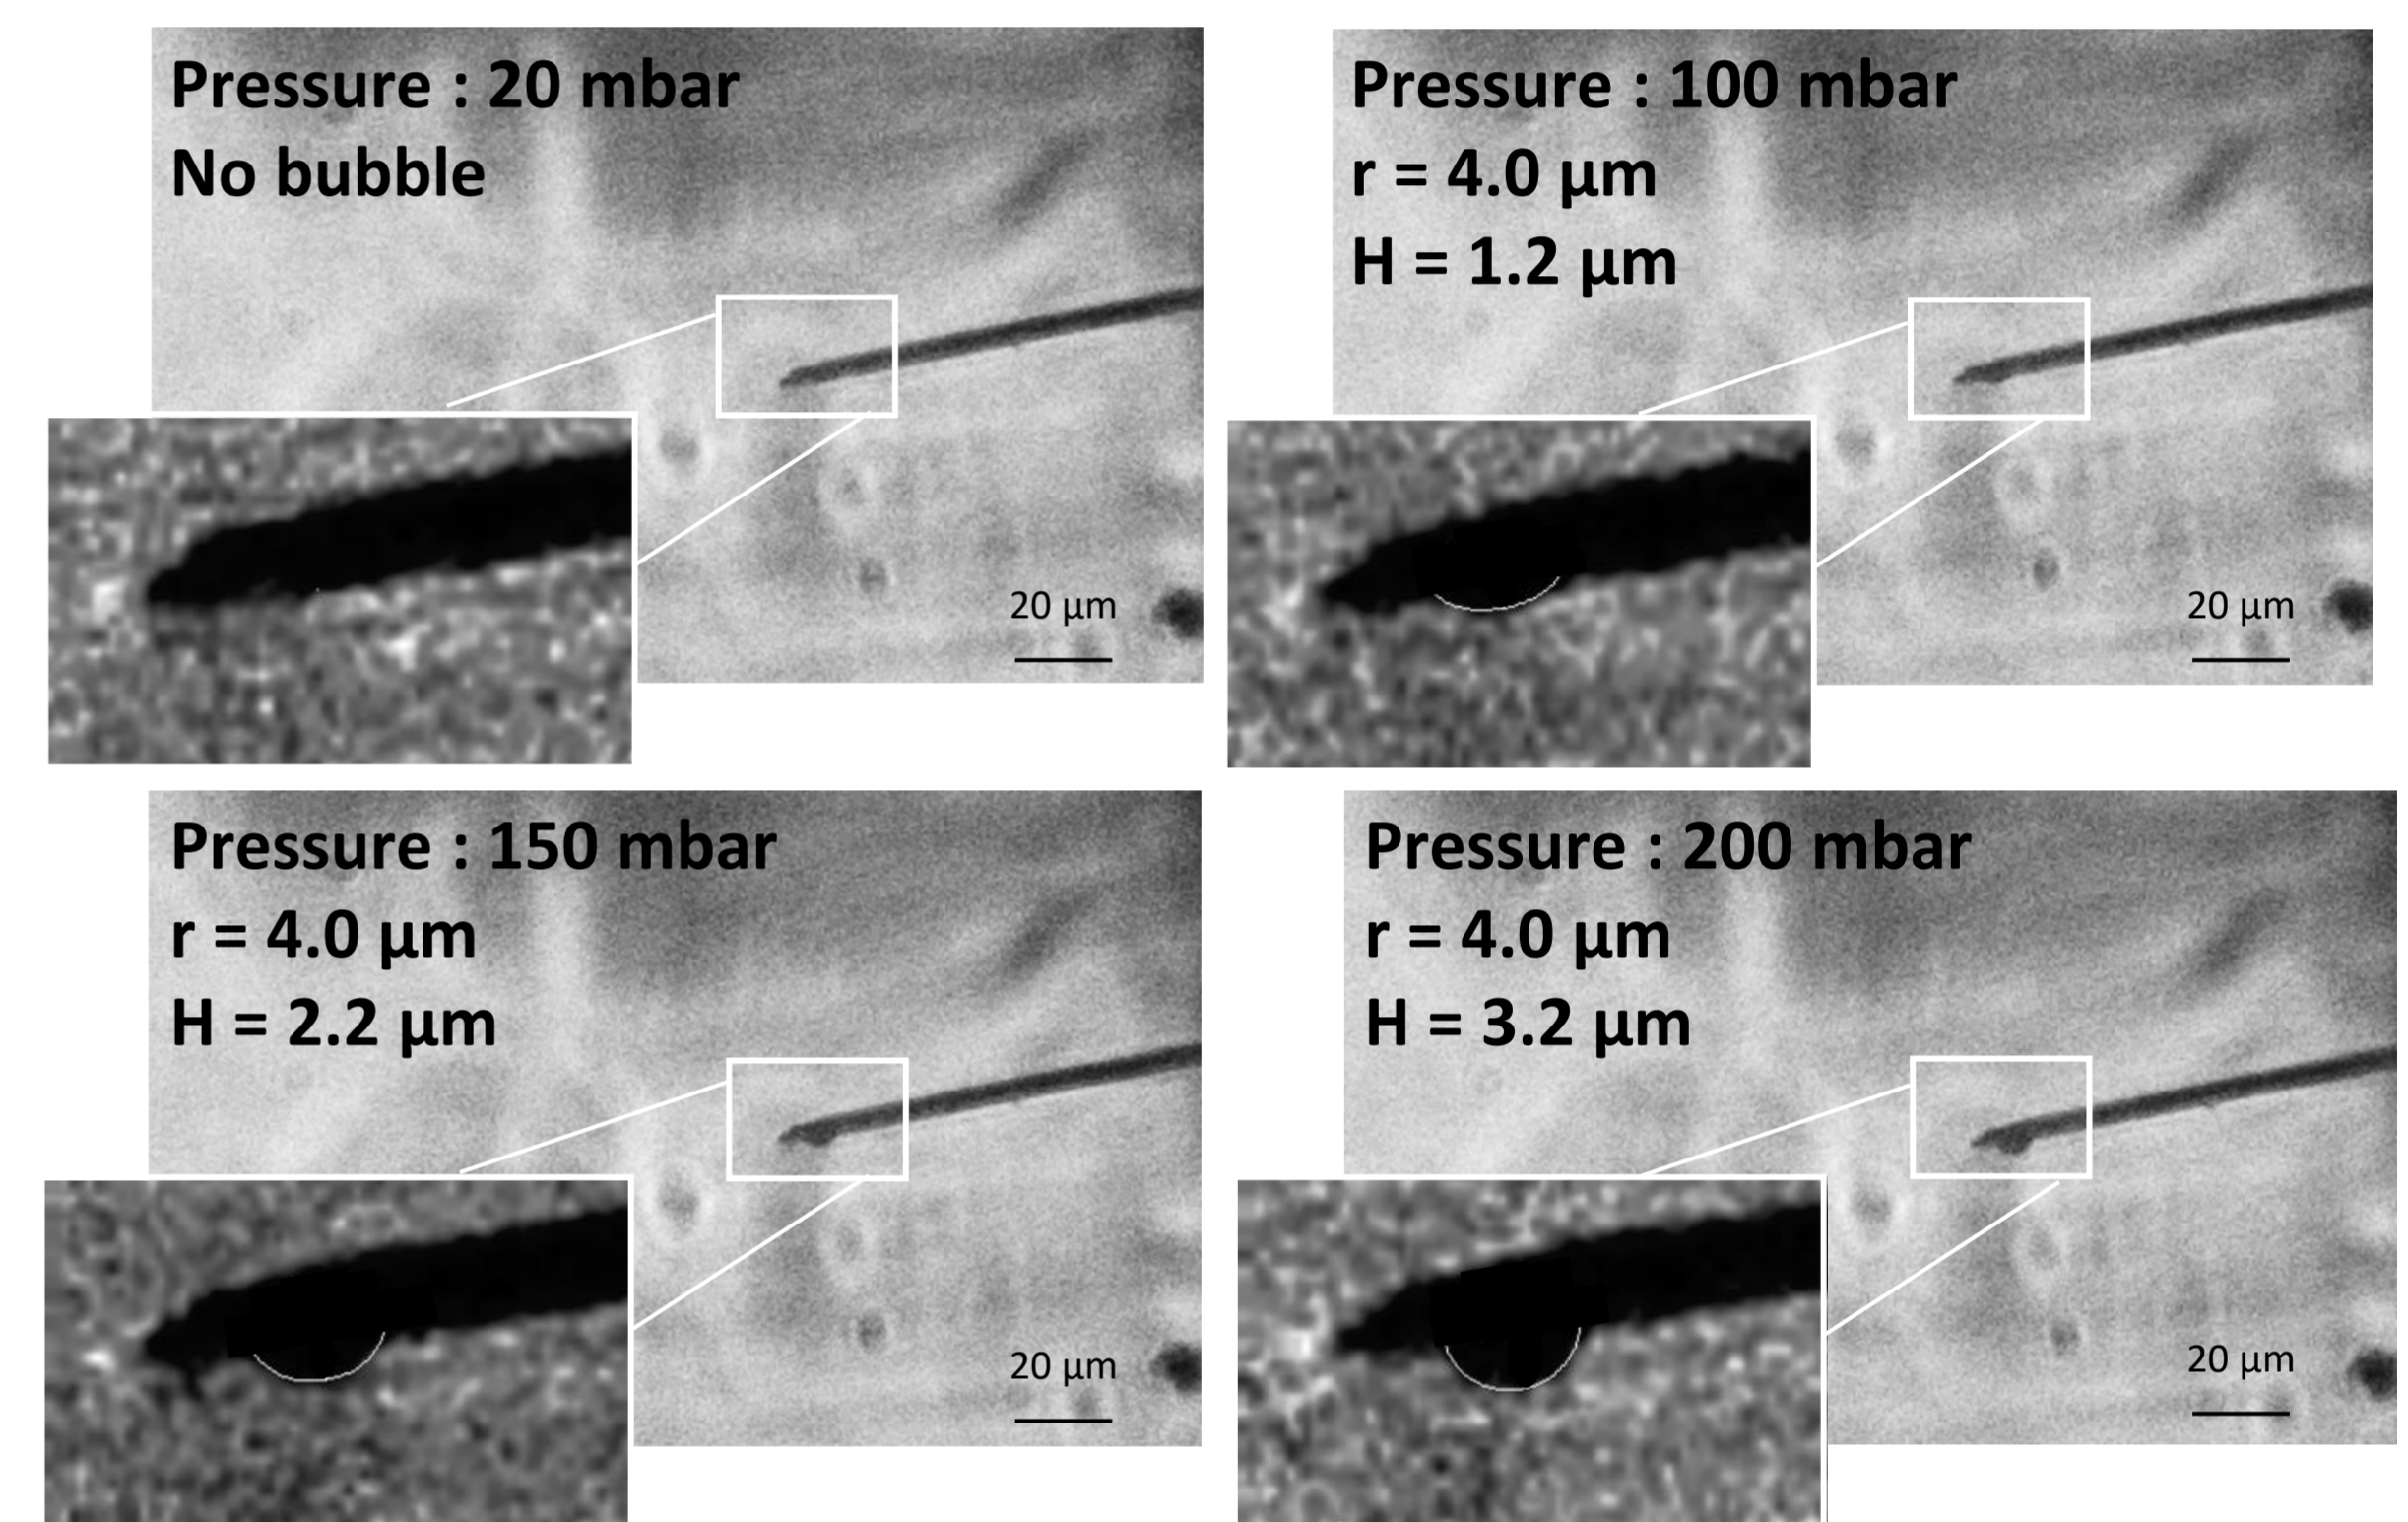 Pressure : 20 mbar
No bubble
20 µm
Pressure : 100 mbar
r = 4.0 µm
H = 1.2 µm
20 µm
Pressure : 150 mbar
r = 4.0 µm
H = 2.2 µm
20 µm
Pressure : 200 mbar
r = 4.0 µm
H = 3.2 µm
20 µm